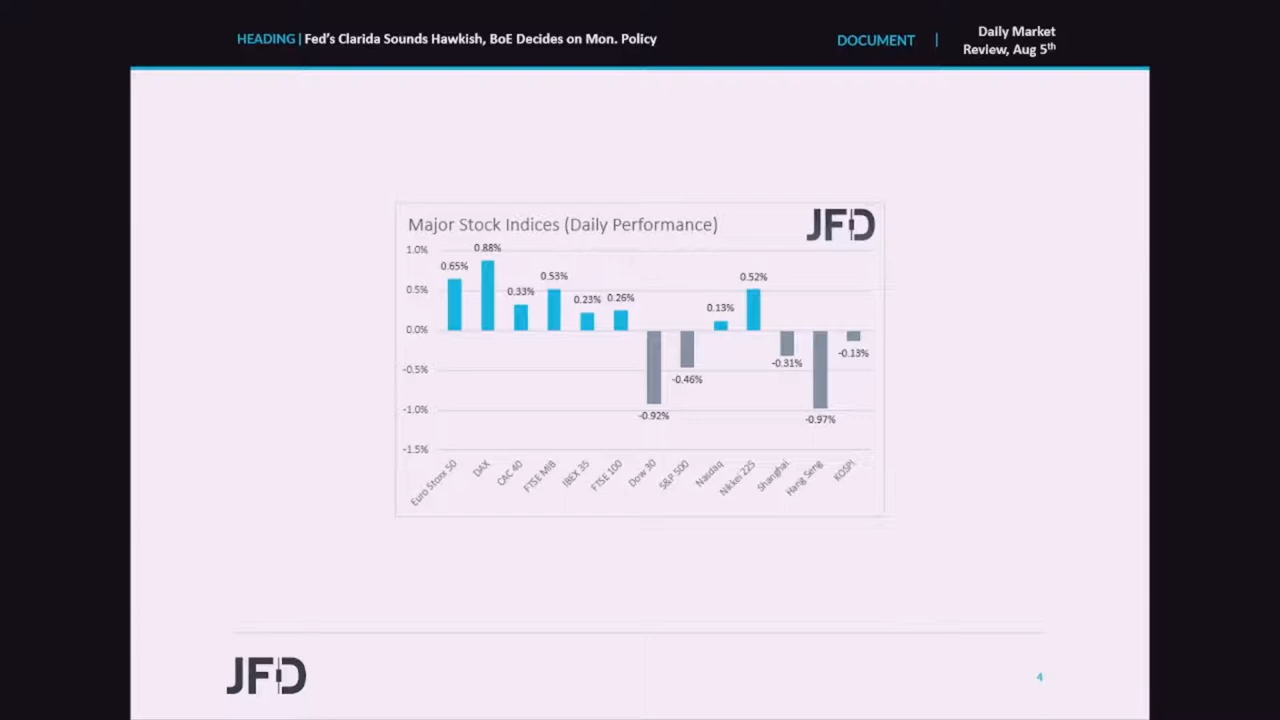 HEADING | Fed's Clarida Sounds Hawkish, BoE Decides on Mon. Policy
DOCUMENT | Daily Market
Review, Aug 5th
Major Stock Indices (Daily Performance)
JFD
1.0%
0.5%
0.0%
-0.5%
-1.0%
-1.5%
0.65%
0.88%
0.33%
0.53%
0.23%
0.26%
-0.92%
-0.46%
0.13%
0.52%
-0.31%
-0.97%
-0.13%
Euro Stoxx 50
DAX
CAC 40
FTSE MIB
IBEX 35
FTSE 100
Dow 30
S&P 500
Nasdaq
Nikkei 225
Shanghai
Hang Seng
KOSPI
JFD
4